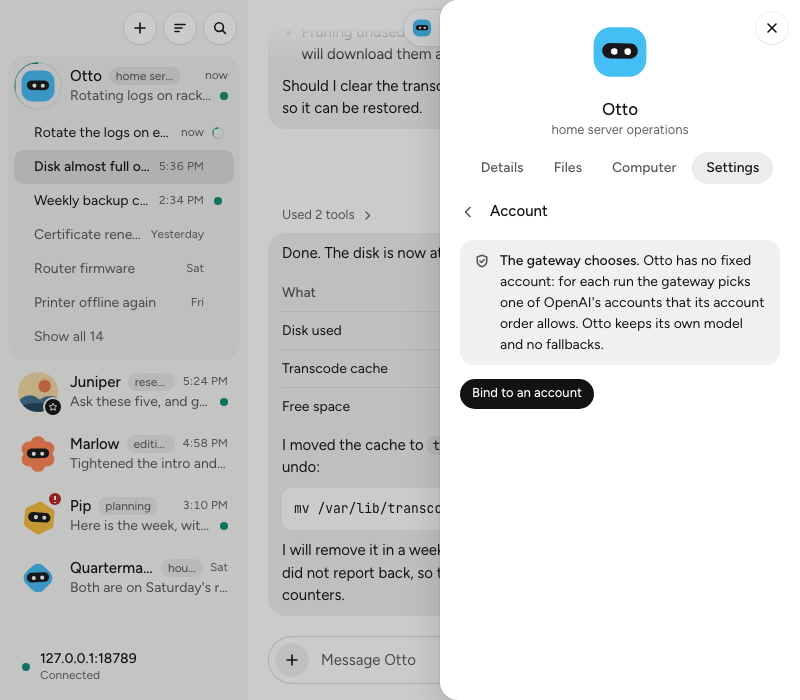 Otto
home ser...
now
Rotating logs on rack...
Rotate the logs on e...
now
Disk almost full o...
5:36 PM
Weekly backup c...
2:34 PM
Certificate rene...
Yesterday
Router firmware
Sat
Printer offline again
Fri
Show all 14
Juniper
rese...
5:24 PM
Ask these five, and g...
Marlow
editi...
4:58 PM
Tightened the intro and...
Pip
planning
3:10 PM
Here is the week, wit...
Quarterma...
hou...
Sat
Both are on Saturday's r...
127.0.0.1:18789
Connected
Pruning unused
will download them a
Should I clear the transc
so it can be restored.
Used 2 tools
Done. The disk is now at
What
Disk used
Transcode cache
Free space
I moved the cache to t
undo:
mv /var/lib/transco
I will remove it in a week
did not report back, so t
counters.
Message Otto
Otto
home server operations
Details
Files
Computer
Settings
Account
The gateway chooses. Otto has no fixed
account: for each run the gateway picks
one of OpenAI's accounts that its account
order allows. Otto keeps its own model
and no fallbacks.
Bind to an account